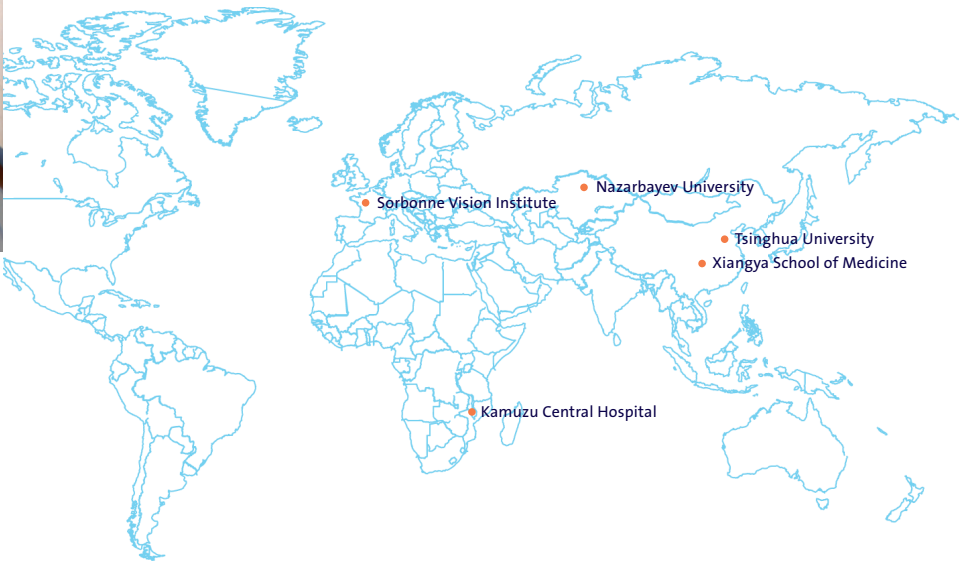 Nazarbayev University
Sorbonne Vision Institute
Tsinghua University
Xiangya School of Medicine
Kamuzu Central Hospital